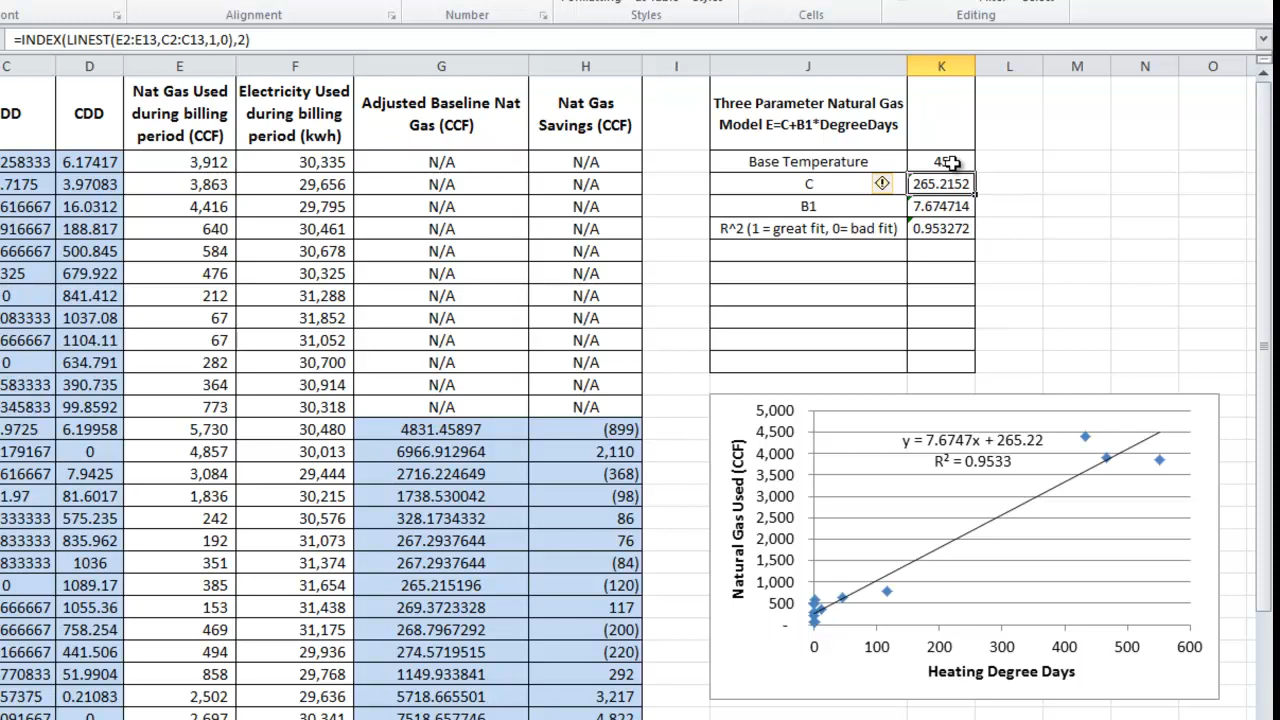 ont Alignment Number Styles Cells Editing
=INDEX(LINEST(E2:E13,C2:C13,1,0),2)
C D E F G H I J K L M N O
DD CDD Nat Gas Used during billing period (CCF) Electricity Used during billing period (kwh) Adjusted Baseline Nat Gas (CCF) Nat Gas Savings (CCF) Three Parameter Natural Gas Model E=C+B1*DegreeDays
258333 6.17417 3,912 30,335 N/A N/A Base Temperature
.7175 3.97083 3,863 29,656 N/A N/A C 265.2152
616667 16.0312 4,416 29,795 N/A N/A B1 7.674714
916667 188.817 640 30,461 N/A N/A R^2 (1 = great fit, 0= bad fit) 0.953272
666667 500.845 584 30,678 N/A N/A
325 679.922 476 30,325 N/A N/A
0 841.412 212 31,288 N/A N/A
083333 1037.08 67 31,852 N/A N/A
666667 1104.11 67 31,052 N/A N/A
0 634.791 282 30,700 N/A N/A
583333 390.735 364 30,914 N/A N/A
345833 99.8592 773 30,318 N/A N/A
.9725 6.19958 5,730 30,480 4831.45897 (899)
179167 0 4,857 30,013 6966.912964 2,110
616667 7.9425 3,084 29,444 2716.224649 (368)
1.97 81.6017 1,836 30,215 1738.530042 (98)
333333 575.235 242 30,576 328.1734332 86
833333 835.962 192 31,073 267.2937644 76
833333 1036 351 31,374 267.2937644 (84)
0 1089.17 385 31,654 265.215196 (120)
666667 1055.36 153 31,438 269.3723328 117
666667 758.254 469 31,175 268.7967292 (200)
166667 441.506 494 29,936 274.5719515 (220)
770833 51.9904 858 29,768 1149.933841 292
57375 0.21083 2,502 29,636 5718.665501 3,217
091667 0 2,697 30,341 7518.657746 4,822
5,000
4,500
4,000
3,500
3,000
2,500
2,000
1,500
1,000
500
-
y = 7.6747x + 265.22
R² = 0.9533
Natural Gas Used (CCF)
0 100 200 300 400 500 600
Heating Degree Days